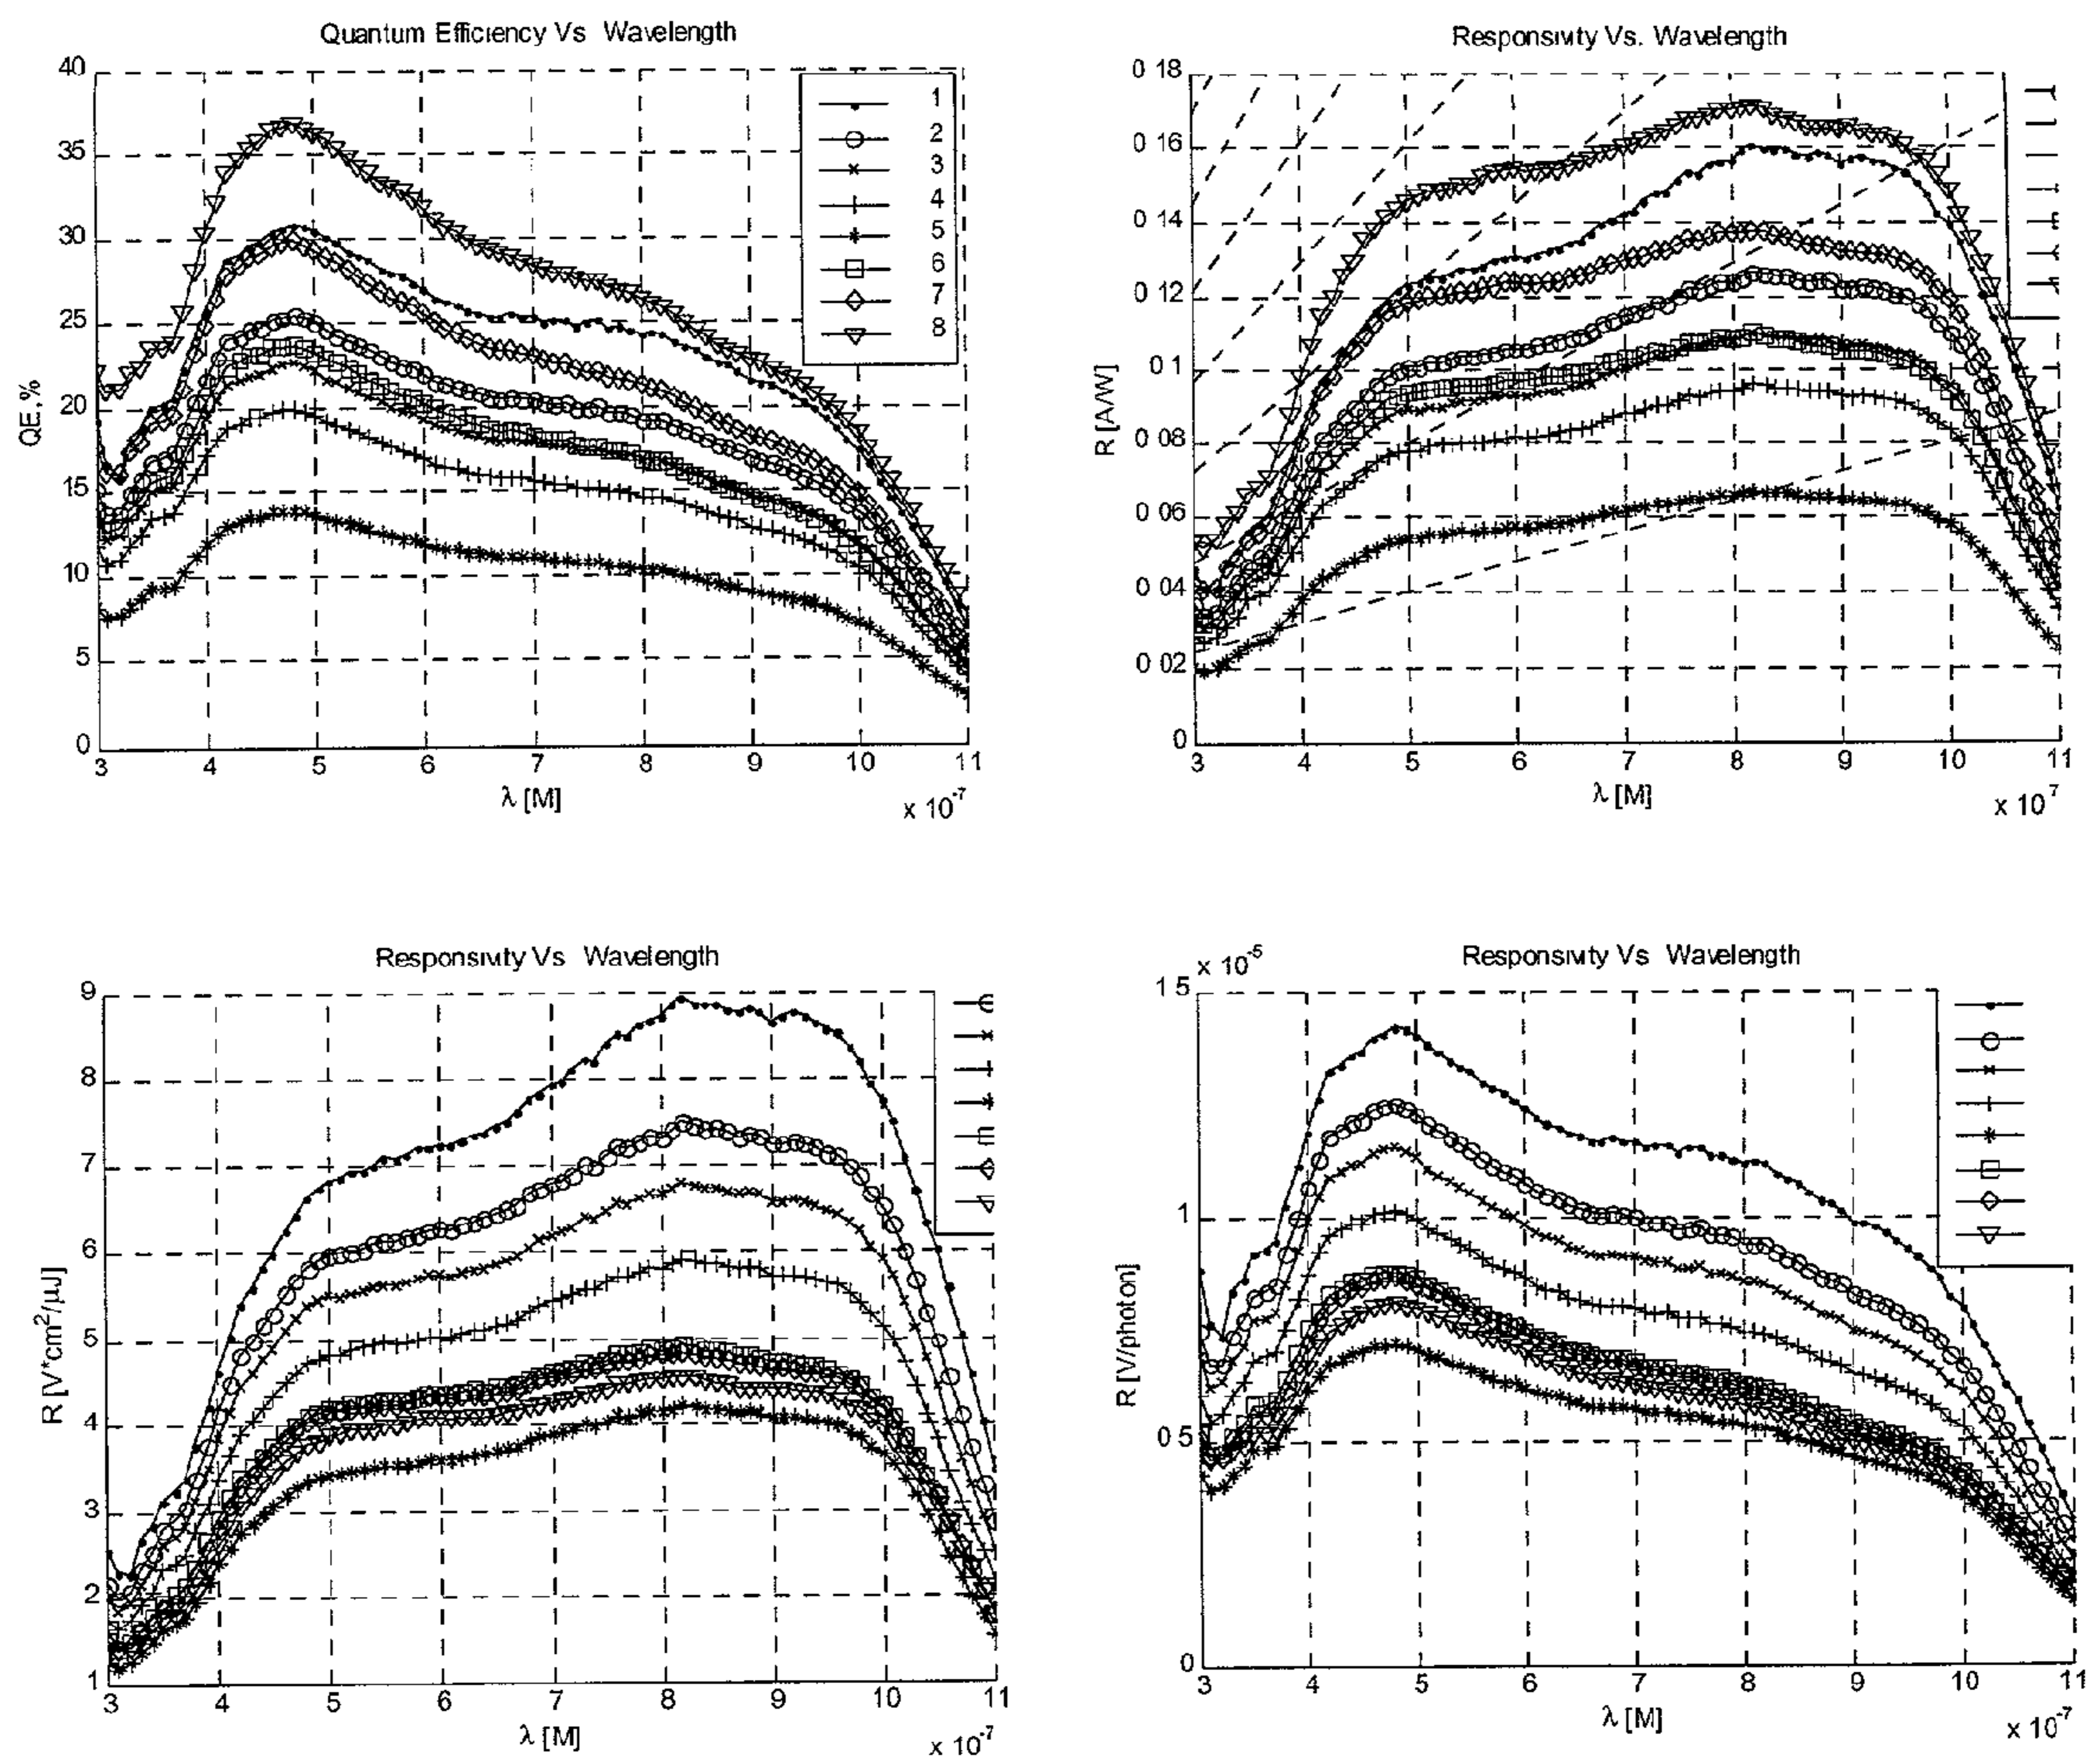 Quantum Efficiency Vs Wavelength
40
35
30
25
20
15
10
5
0
QE, %
1
2
3
4
5
6
7
8
3 4 5 6 7 8 9 10 11
λ [M]
x 10-7
Responsivity Vs. Wavelength
0 18
0 16
0 14
0 12
0 1
0 08
0 06
0 04
0 02
0
R [A/W]
3 4 5 6 7 8 9 10 11
λ [M]
x 10 7
Responsivity Vs Wavelength
9
8
7
6
5
4
3
2
1
R [V*cm2/µJ]
3 4 5 6 7 8 9 10 11
λ [M]
x 10-7
Responsivity Vs Wavelength
x 10-5
1 5
1
0 5
0
R [V/photon]
3 4 5 6 7 8 9 10 11
λ [M]
x 10-7